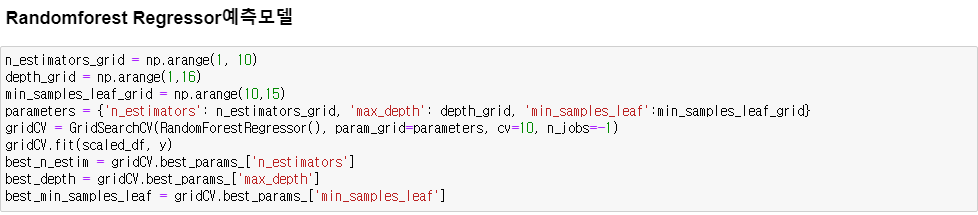 Randomforest Regressor예측모델
n_estimators_grid = np.arange(1, 10)
depth_grid = np.arange(1,16)
min_samples_leaf_grid = np.arange(10,15)
parameters = {'n_estimators': n_estimators_grid, 'max_depth': depth_grid, 'min_samples_leaf':min_samples_leaf_grid}
gridCV = GridSearchCV(RandomForestRegressor(), param_grid=parameters, cv=10, n_jobs=-1)
gridCV.fit(scaled_df, y)
best_n_estim = gridCV.best_params_['n_estimators']
best_depth = gridCV.best_params_['max_depth']
best_min_samples_leaf = gridCV.best_params_['min_samples_leaf']